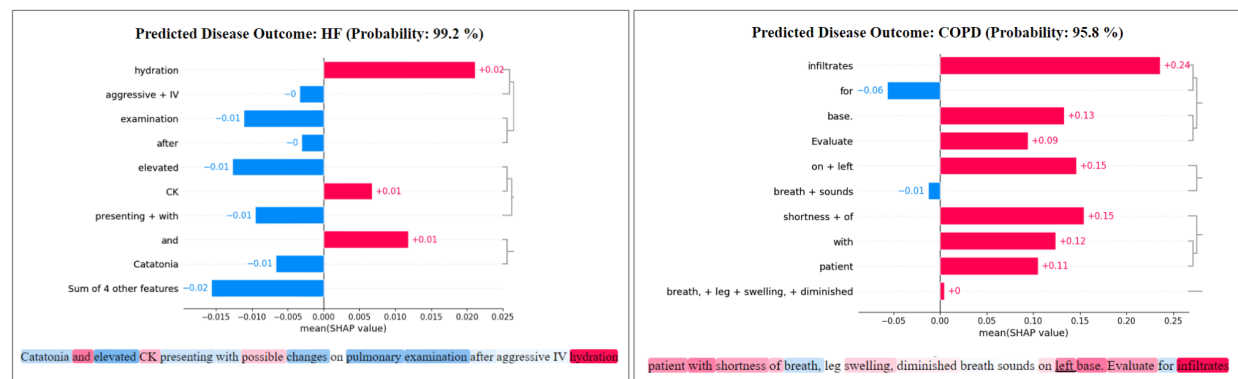 Predicted Disease Outcome: HF (Probability: 99.2 %)
hydration +0.02
aggressive + IV −0
examination −0.01
after −0
elevated −0.01
CK +0.01
presenting + with −0.01
and +0.01
Catatonia −0.01
Sum of 4 other features −0.02
−0.015 −0.010 −0.005 0.000 0.005 0.010 0.015 0.020 0.025
mean(SHAP value)
Catatonia and elevated CK presenting with possible changes on pulmonary examination after aggressive IV hydration
Predicted Disease Outcome: COPD (Probability: 95.8 %)
infiltrates +0.24
for −0.06
base. +0.13
Evaluate +0.09
on + left +0.15
breath + sounds −0.01
shortness + of +0.15
with +0.12
patient +0.11
breath, + leg + swelling, + diminished +0
−0.05 0.00 0.05 0.10 0.15 0.20 0.25
mean(SHAP value)
patient with shortness of breath, leg swelling, diminished breath sounds on left base. Evaluate for infiltrates